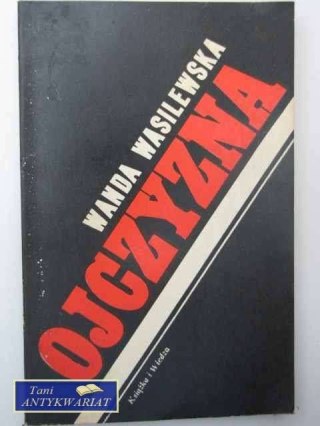 WANDA WASILEWSKA
OJCZYZNA
Książka i Wiedza
Tani
ANTYKWARIAT